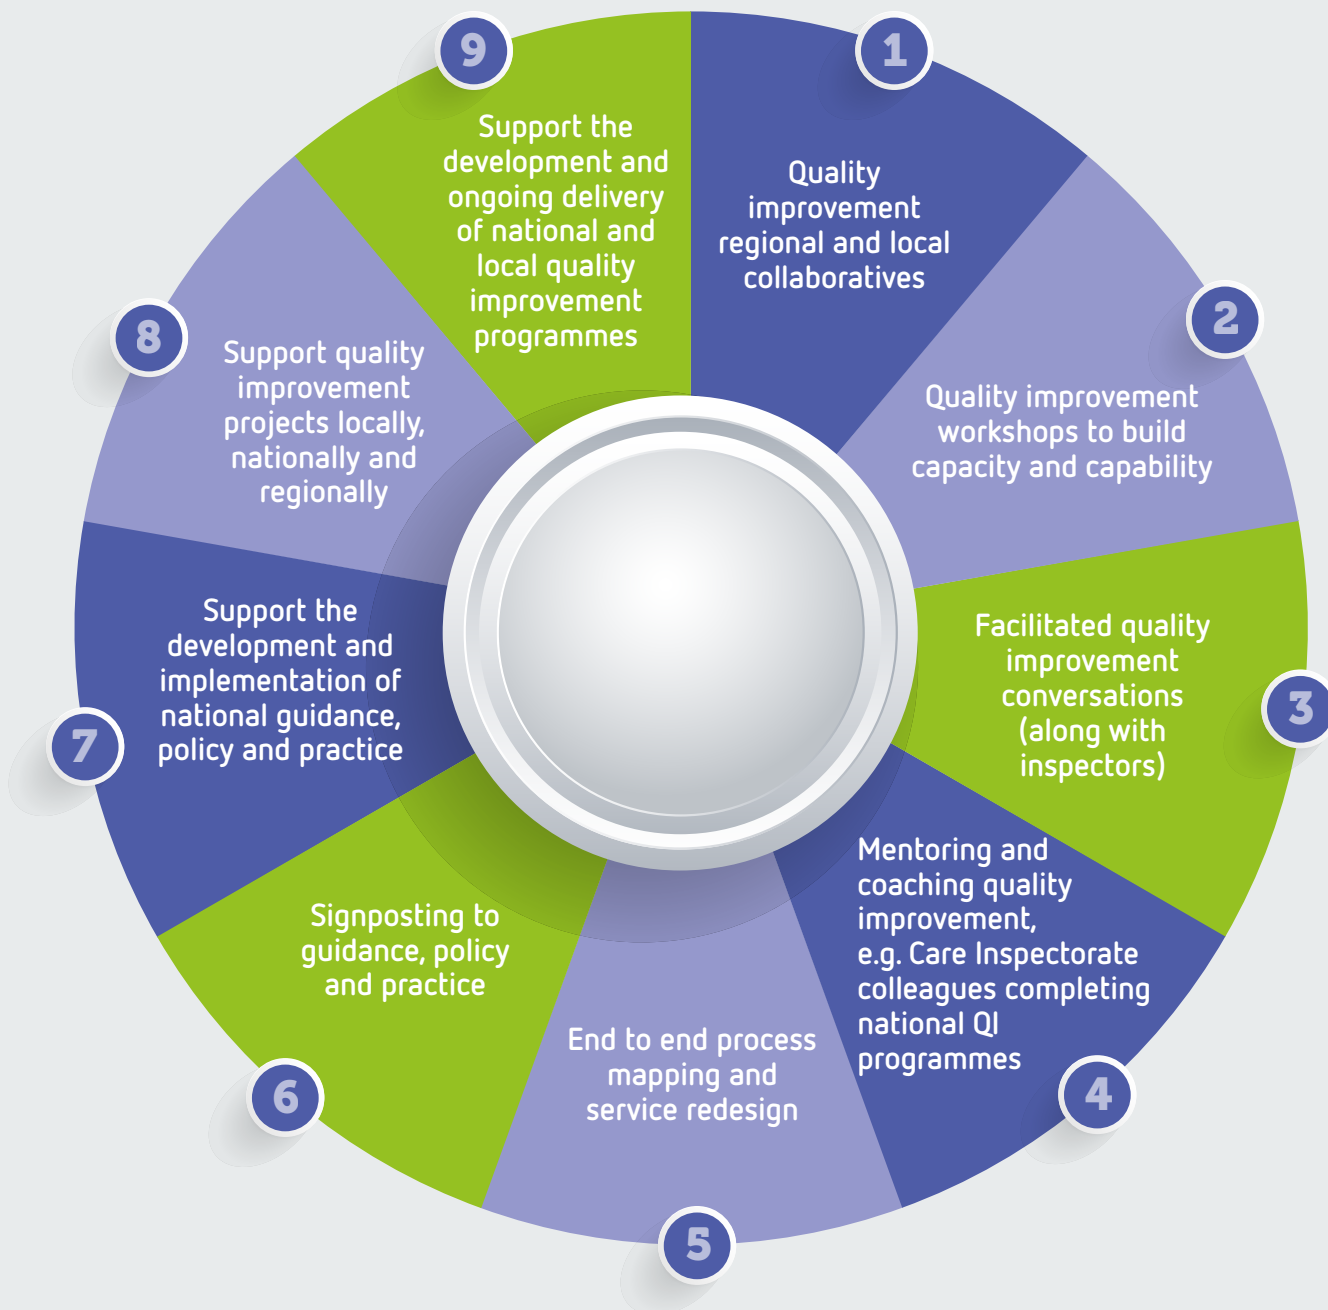 1
Quality
improvement
regional and local
collaboratives
2
Quality improvement
workshops to build
capacity and capability
3
Facilitated quality
improvement
conversations
(along with
inspectors)
4
Mentoring and
coaching quality
improvement,
e.g. Care Inspectorate
colleagues completing
national QI
programmes
5
End to end process
mapping and
service redesign
6
Signposting to
guidance, policy
and practice
7
Support the
development and
implementation of
national guidance,
policy and practice
8
Support quality
improvement
projects locally,
nationally and
regionally
9
Support the
development and
ongoing delivery
of national and
local quality
improvement
programmes